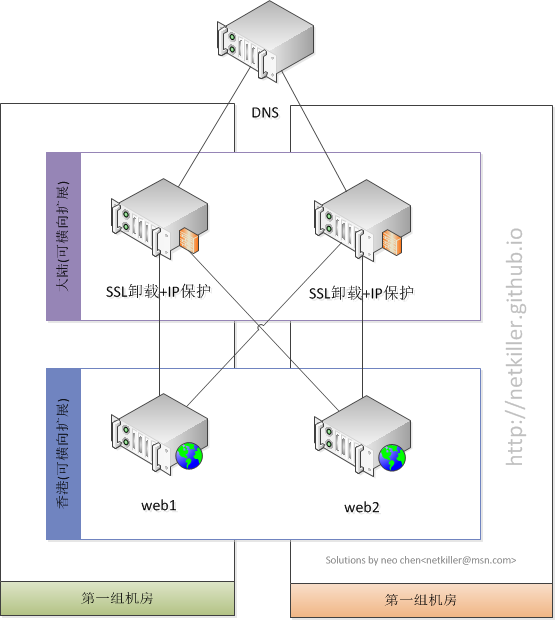 DNS
大陆(可横向扩展)
SSL卸载+IP保护
SSL卸载+IP保护
香港(可横向扩展)
web1
web2
http://netkiller.github.io
Solutions by neo chen<netkiller@msn.com>
第一组机房
第一组机房